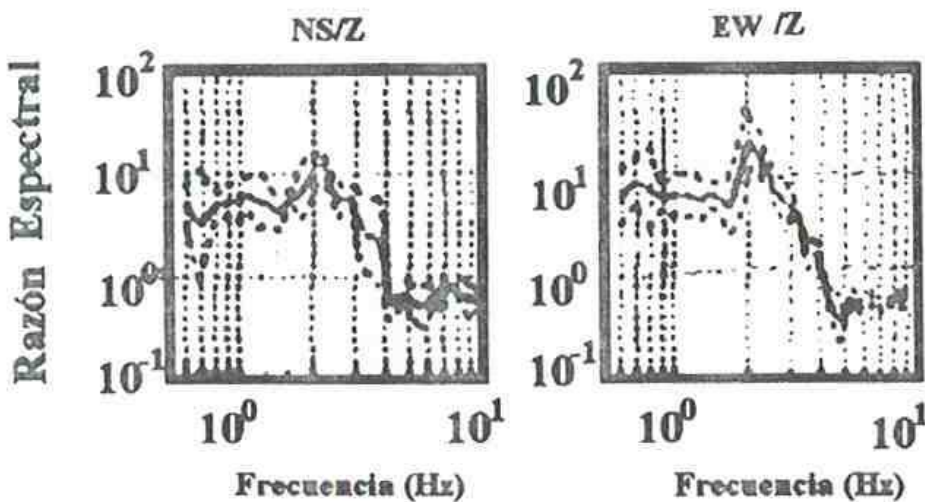 NS/Z
EW /Z
Razón Espectral
10²
10¹
10⁰
10⁻¹
10²
10¹
10⁰
10⁻¹
10⁰ 10¹
10⁰ 10¹
Frecuencia (Hz)
Frecuencia (Hz)